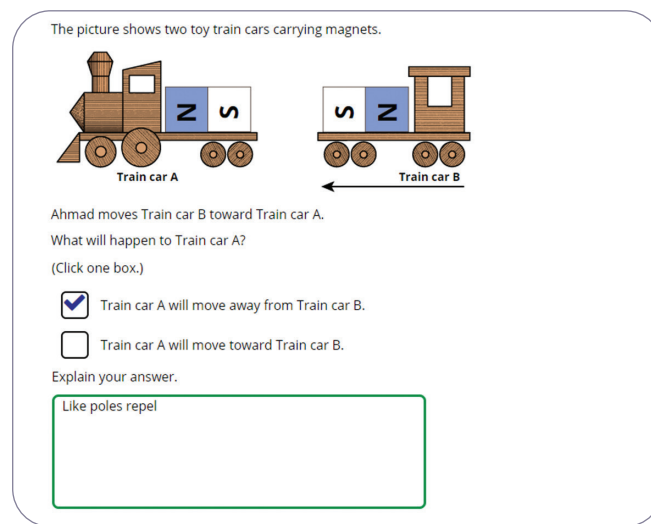 The picture shows two toy train cars carrying magnets.
N S
S N
Train car A
Train car B
Ahmad moves Train car B toward Train car A.
What will happen to Train car A?
(Click one box.)
Train car A will move away from Train car B.
Train car A will move toward Train car B.
Explain your answer.
Like poles repel